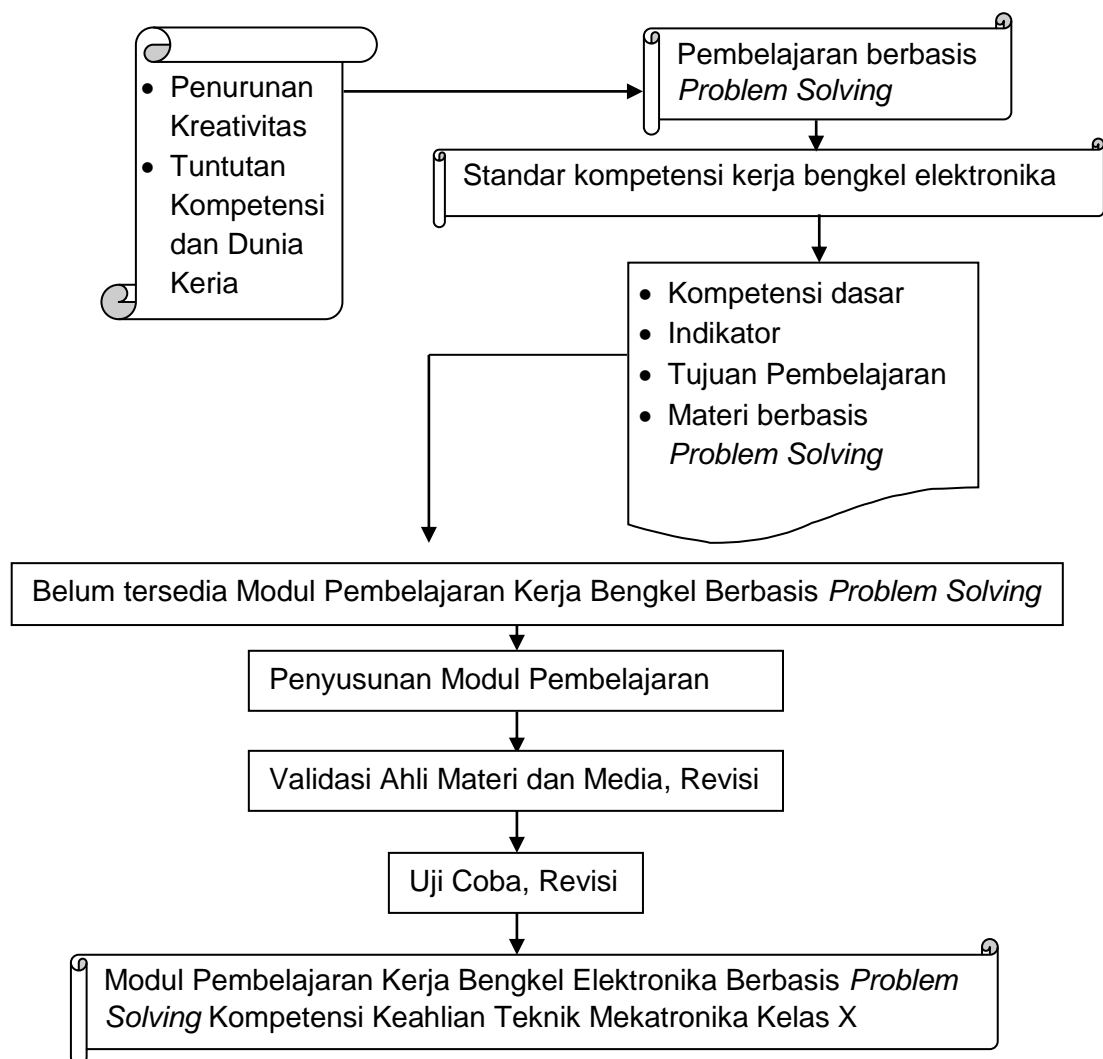 • Penurunan
Kreativitas
• Tuntutan
Kompetensi
dan Dunia
Kerja
Pembelajaran berbasis
Problem Solving
Standar kompetensi kerja bengkel elektronika
• Kompetensi dasar
• Indikator
• Tujuan Pembelajaran
• Materi berbasis
Problem Solving
Belum tersedia Modul Pembelajaran Kerja Bengkel Berbasis Problem Solving
Penyusunan Modul Pembelajaran
Validasi Ahli Materi dan Media, Revisi
Uji Coba, Revisi
Modul Pembelajaran Kerja Bengkel Elektronika Berbasis Problem
Solving Kompetensi Keahlian Teknik Mekatronika Kelas X